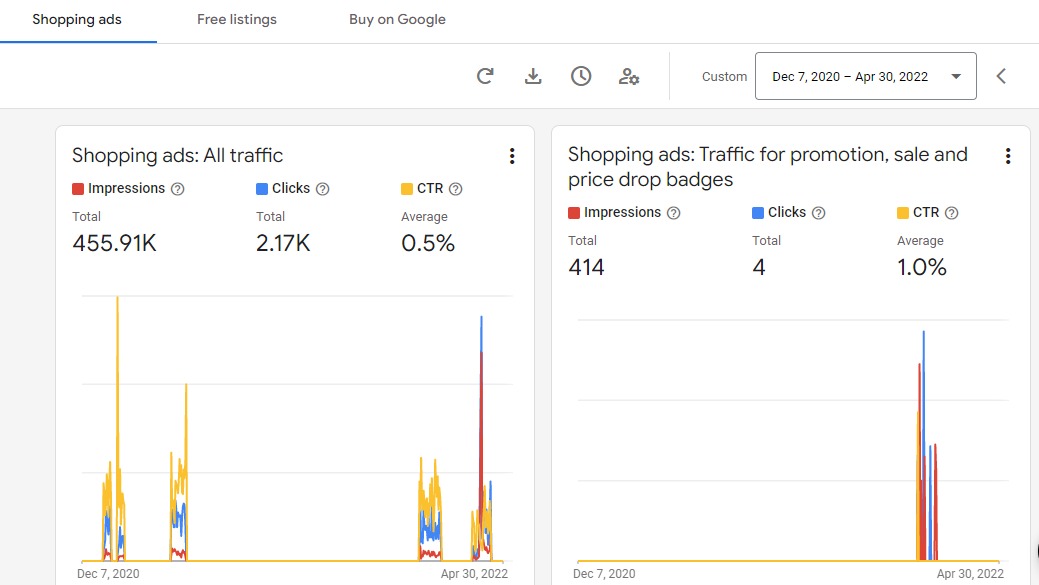 Shopping ads Free listings Buy on Google
Custom Dec 7, 2020 – Apr 30, 2022
Shopping ads: All traffic
Impressions Clicks CTR
Total Total Average
455.91K 2.17K 0.5%
Dec 7, 2020 Apr 30, 2022
Shopping ads: Traffic for promotion, sale and
price drop badges
Impressions Clicks CTR
Total Total Average
414 4 1.0%
Dec 7, 2020 Apr 30, 2022